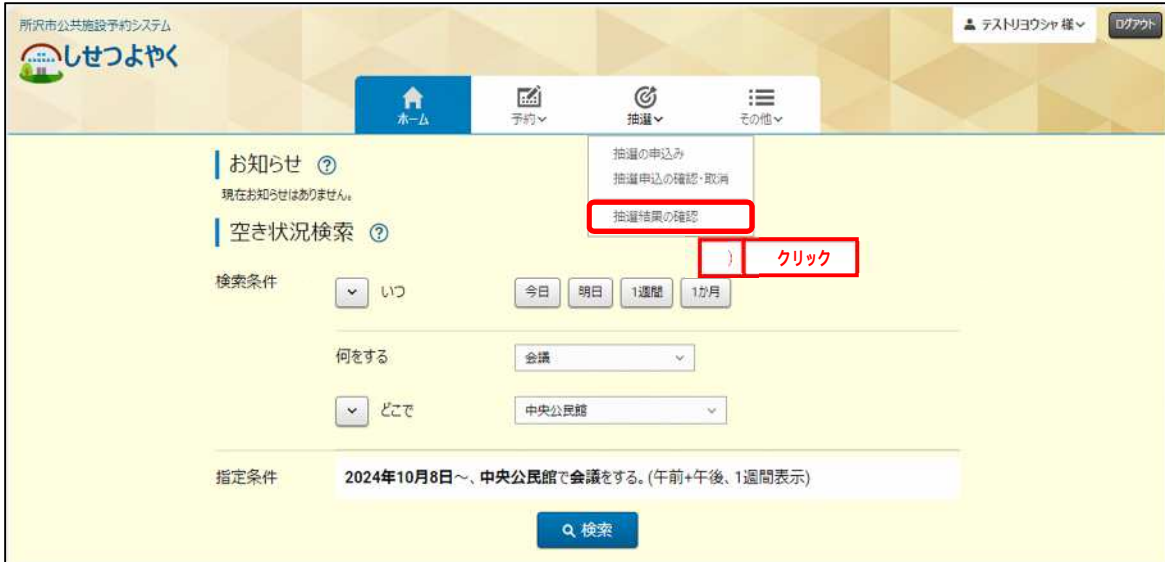 所沢市公共施設予約システム
しせつよやく
テストリヨウシャ 様
ログアウト
ホーム
予約
抽選
その他
抽選の申込み
抽選申込の確認・取消
抽選結果の確認
お知らせ ?
現在お知らせはありません。
空き状況検索 ?
) クリック
検索条件 いつ 今日 明日 1週間 1か月
何をする 会議
どこで 中央公民館
指定条件 2024年10月8日～、中央公民館で会議をする。(午前+午後、1週間表示)
検索